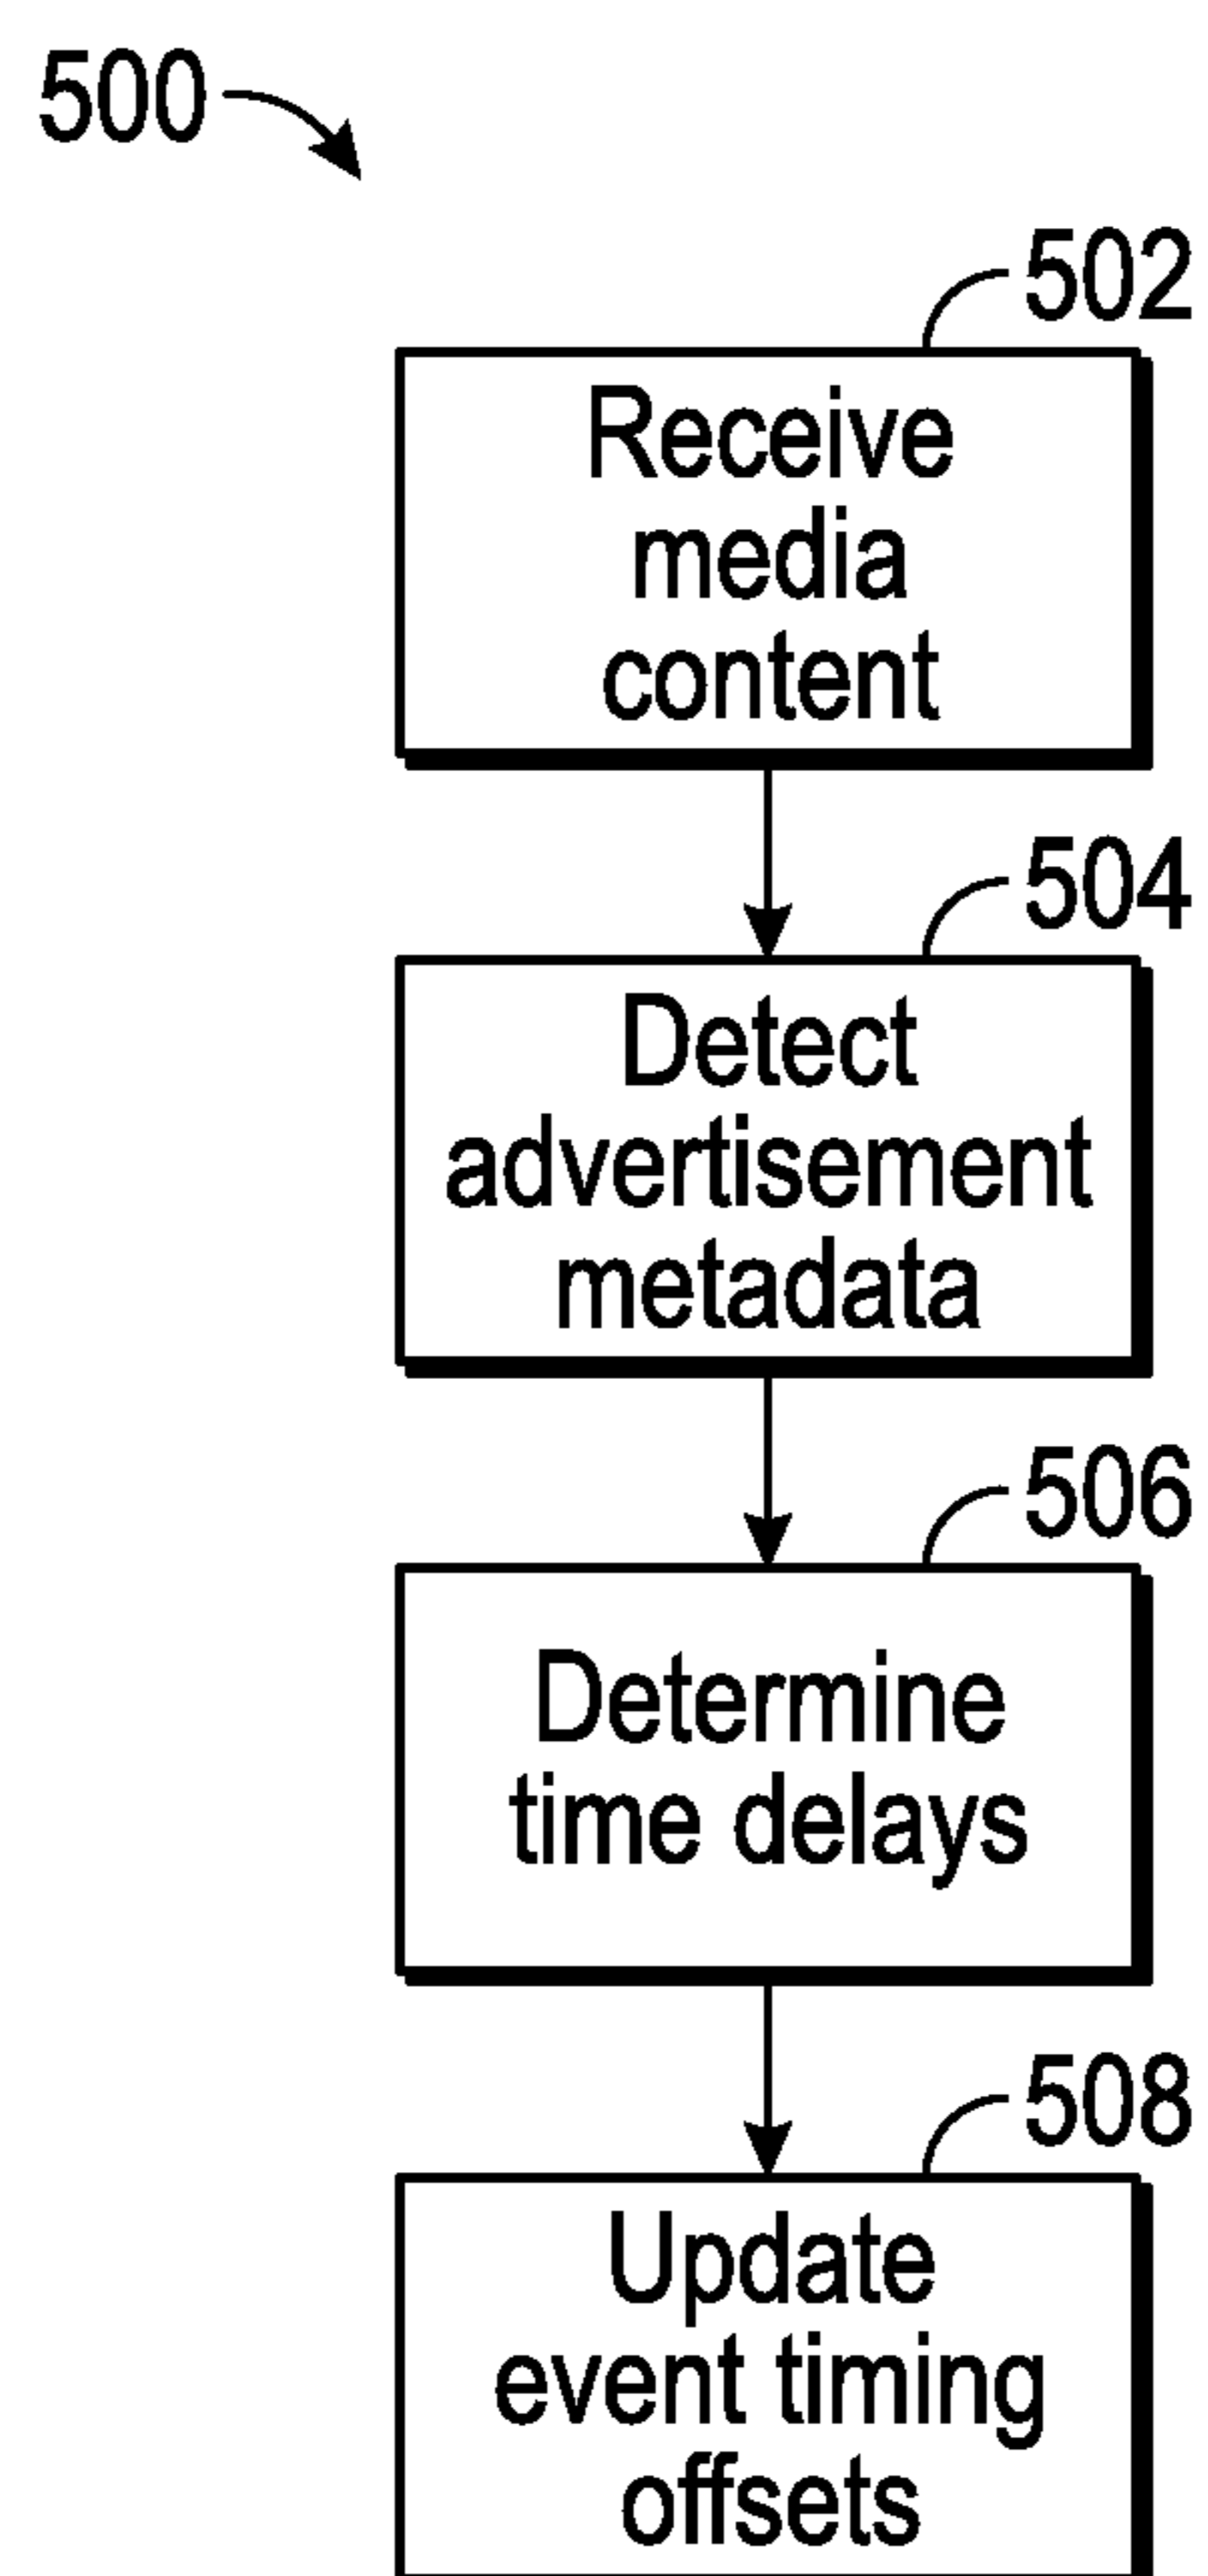 500
502
Receive
media
content
504
Detect
advertisement
metadata
506
Determine
time delays
508
Update
event timing
offsets